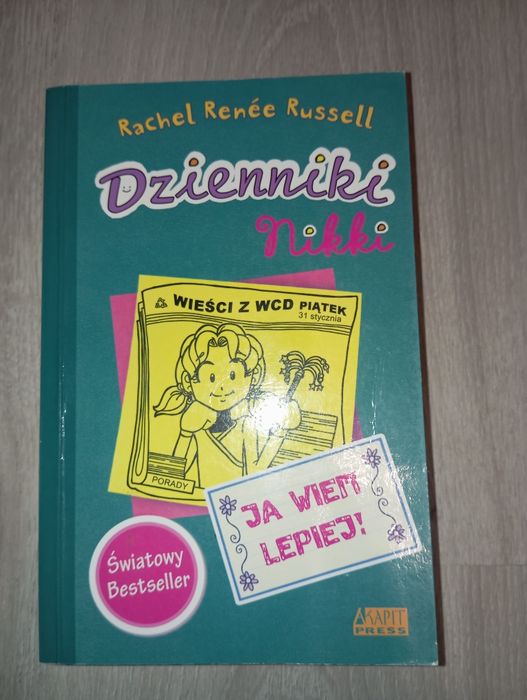 Rachel Renée Russell
Dzienniki
Nikki
WIEŚCI Z WCD PIĄTEK
31 stycznia
PORADY
JA WIEM
LEPIEJ!
Światowy
Bestseller
AKAPIT
PRESS